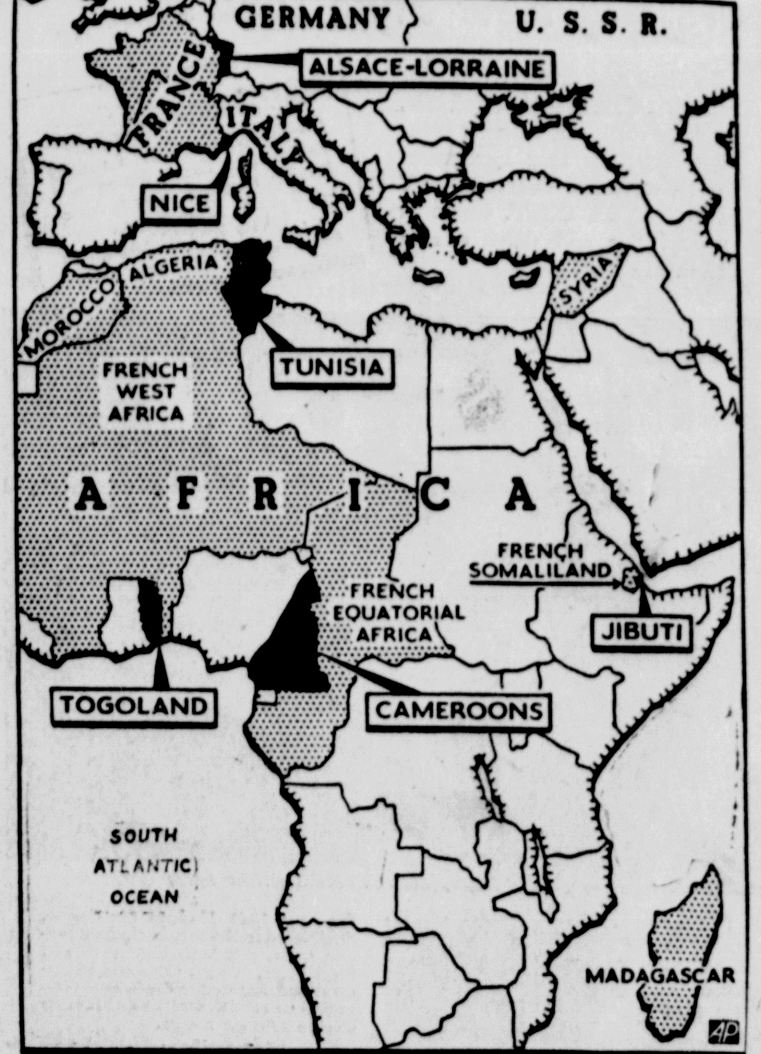 GERMANY
U. S. S. R.
ALSACE-LORRAINE
FRANCE
ITALY
NICE
ALGERIA
MOROCCO
SYRIA
TUNISIA
FRENCH
WEST
AFRICA
AFRICA
FRENCH
SOMALILAND
FRENCH
EQUATORIAL
AFRICA
JIBUTI
TOGOLAND
CAMEROONS
SOUTH
ATLANTIC
OCEAN
MADAGASCAR
AP